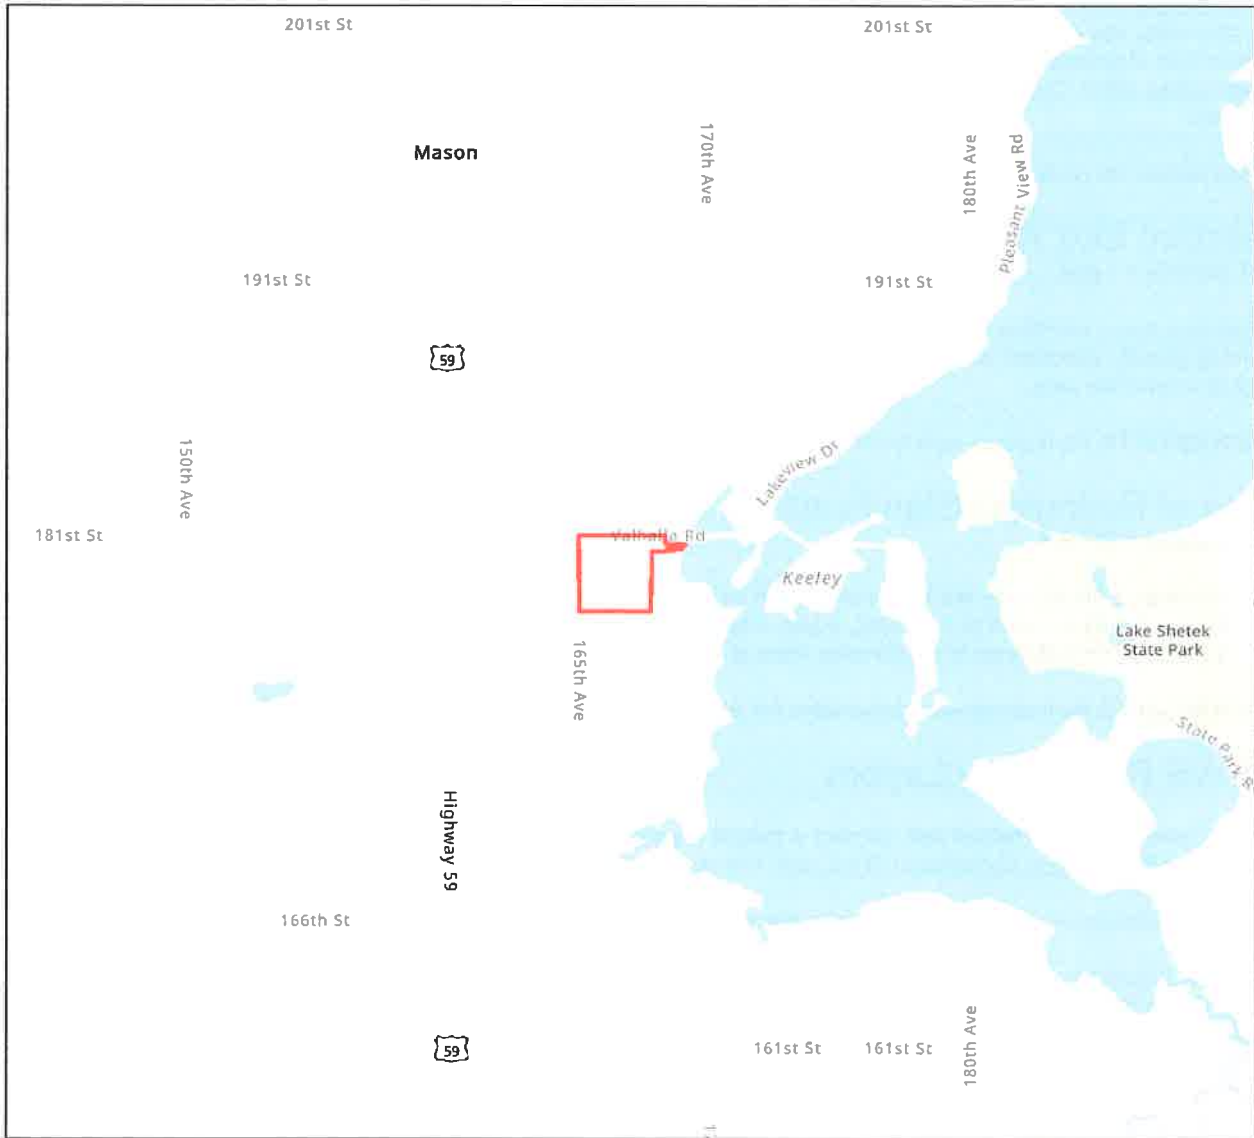 201st St
201st St
Mason
170th Ave
180th Ave
Pleasant View Rd
191st St
191st St
59
150th Ave
Lakeview Dr
181st St
Valhalla Rd
Keeley
Lake Shetek
State Park
165th Ave
State Park
Highway 59
166th St
180th Ave
59
161st St
161st St